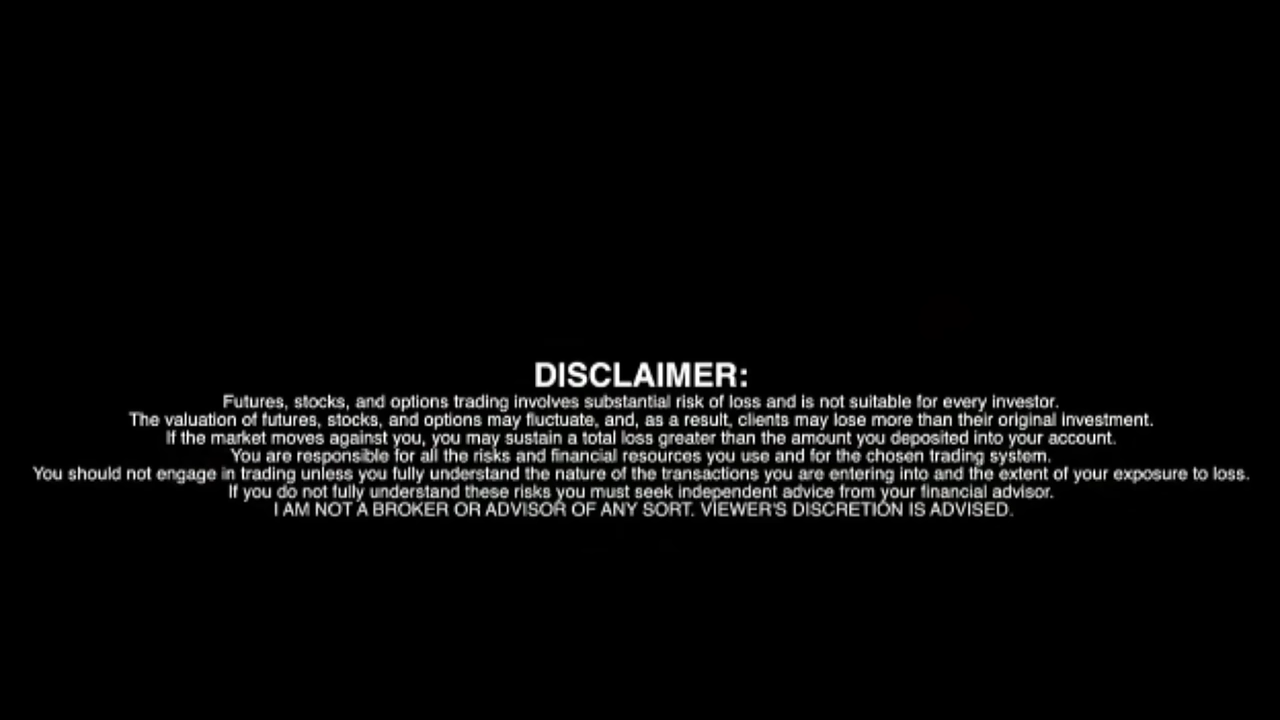 DISCLAIMER:
Futures, stocks, and options trading involves substantial risk of loss and is not suitable for every investor.
The valuation of futures, stocks, and options may fluctuate, and, as a result, clients may lose more than their original investment.
If the market moves against you, you may sustain a total loss greater than the amount you deposited into your account.
You are responsible for all the risks and financial resources you use and for the chosen trading system.
You should not engage in trading unless you fully understand the nature of the transactions you are entering into and the extent of your exposure to loss.
If you do not fully understand these risks you must seek independent advice from your financial advisor.
I AM NOT A BROKER OR ADVISOR OF ANY SORT. VIEWER'S DISCRETION IS ADVISED.